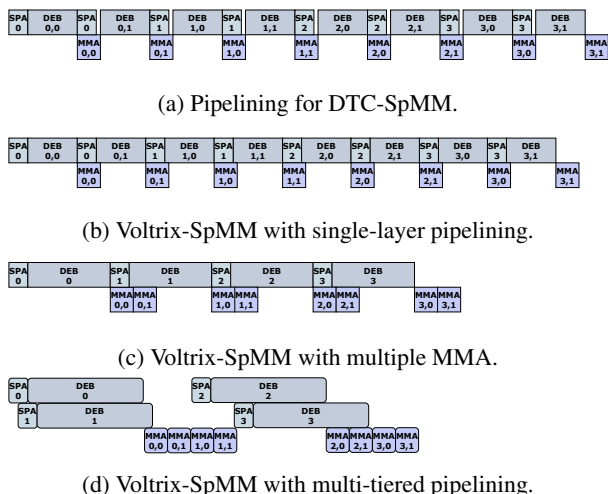 SPA DEB SPA DEB SPA DEB SPA DEB SPA DEB SPA DEB SPA DEB SPA DEB
0 0,0 0 0,1 1 1,0 1 1,1 2 2,0 2 2,1 3 3,0 3 3,1
MMA MMA MMA MMA MMA MMA MMA MMA
0,0 0,1 1,0 1,1 2,0 2,1 3,0 3,1
(a) Pipelining for DTC-SpMM.
SPA DEB SPA DEB SPA DEB SPA DEB SPA DEB SPA DEB SPA DEB SPA DEB
0 0,0 0 0,1 1 1,0 1 1,1 2 2,0 2 2,1 3 3,0 3 3,1
MMA MMA MMA MMA MMA MMA MMA MMA
0,0 0,1 1,0 1,1 2,0 2,1 3,0 3,1
(b) Voltrix-SpMM with single-layer pipelining.
SPA DEB SPA DEB SPA DEB SPA DEB
0 0 1 1 2 2 3 3
MMA MMA MMA MMA MMA MMA MMA MMA
0,0 0,1 1,0 1,1 2,0 2,1 3,0 3,1
(c) Voltrix-SpMM with multiple MMA.
SPA DEB SPA DEB
0 0 2 2
SPA DEB SPA DEB
1 1 3 3
MMA MMA MMA MMA MMA MMA MMA MMA
0,0 0,1 1,0 1,1 2,0 2,1 3,0 3,1
(d) Voltrix-SpMM with multi-tiered pipelining.